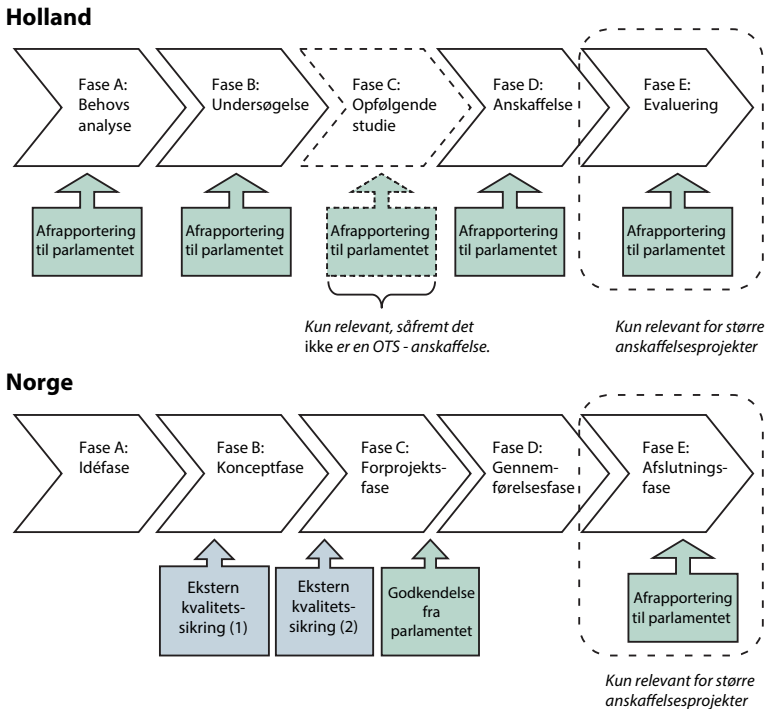 Holland
Fase A:
Behovs
analyse
Fase B:
Undersøgelse
Fase C:
Opfølgende
studie
Fase D:
Anskaffelse
Fase E:
Evaluering
Afrapportering
til parlamentet
Afrapportering
til parlamentet
Afrapportering
til parlamentet
Afrapportering
til parlamentet
Afrapportering
til parlamentet
Kun relevant, såfremt det
ikke er en OTS - anskaffelse.
Kun relevant for større
anskaffelsesprojekter
Norge
Fase A:
Idéfase
Fase B:
Konceptfase
Fase C:
Forprojekts-
fase
Fase D:
Gennem-
førelsesfase
Fase E:
Afslutnings-
fase
Ekstern
kvalitets-
sikring (1)
Ekstern
kvalitets-
sikring (2)
Godkendelse
fra
parlamentet
Afrapportering
til parlamentet
Kun relevant for større
anskaffelsesprojekter